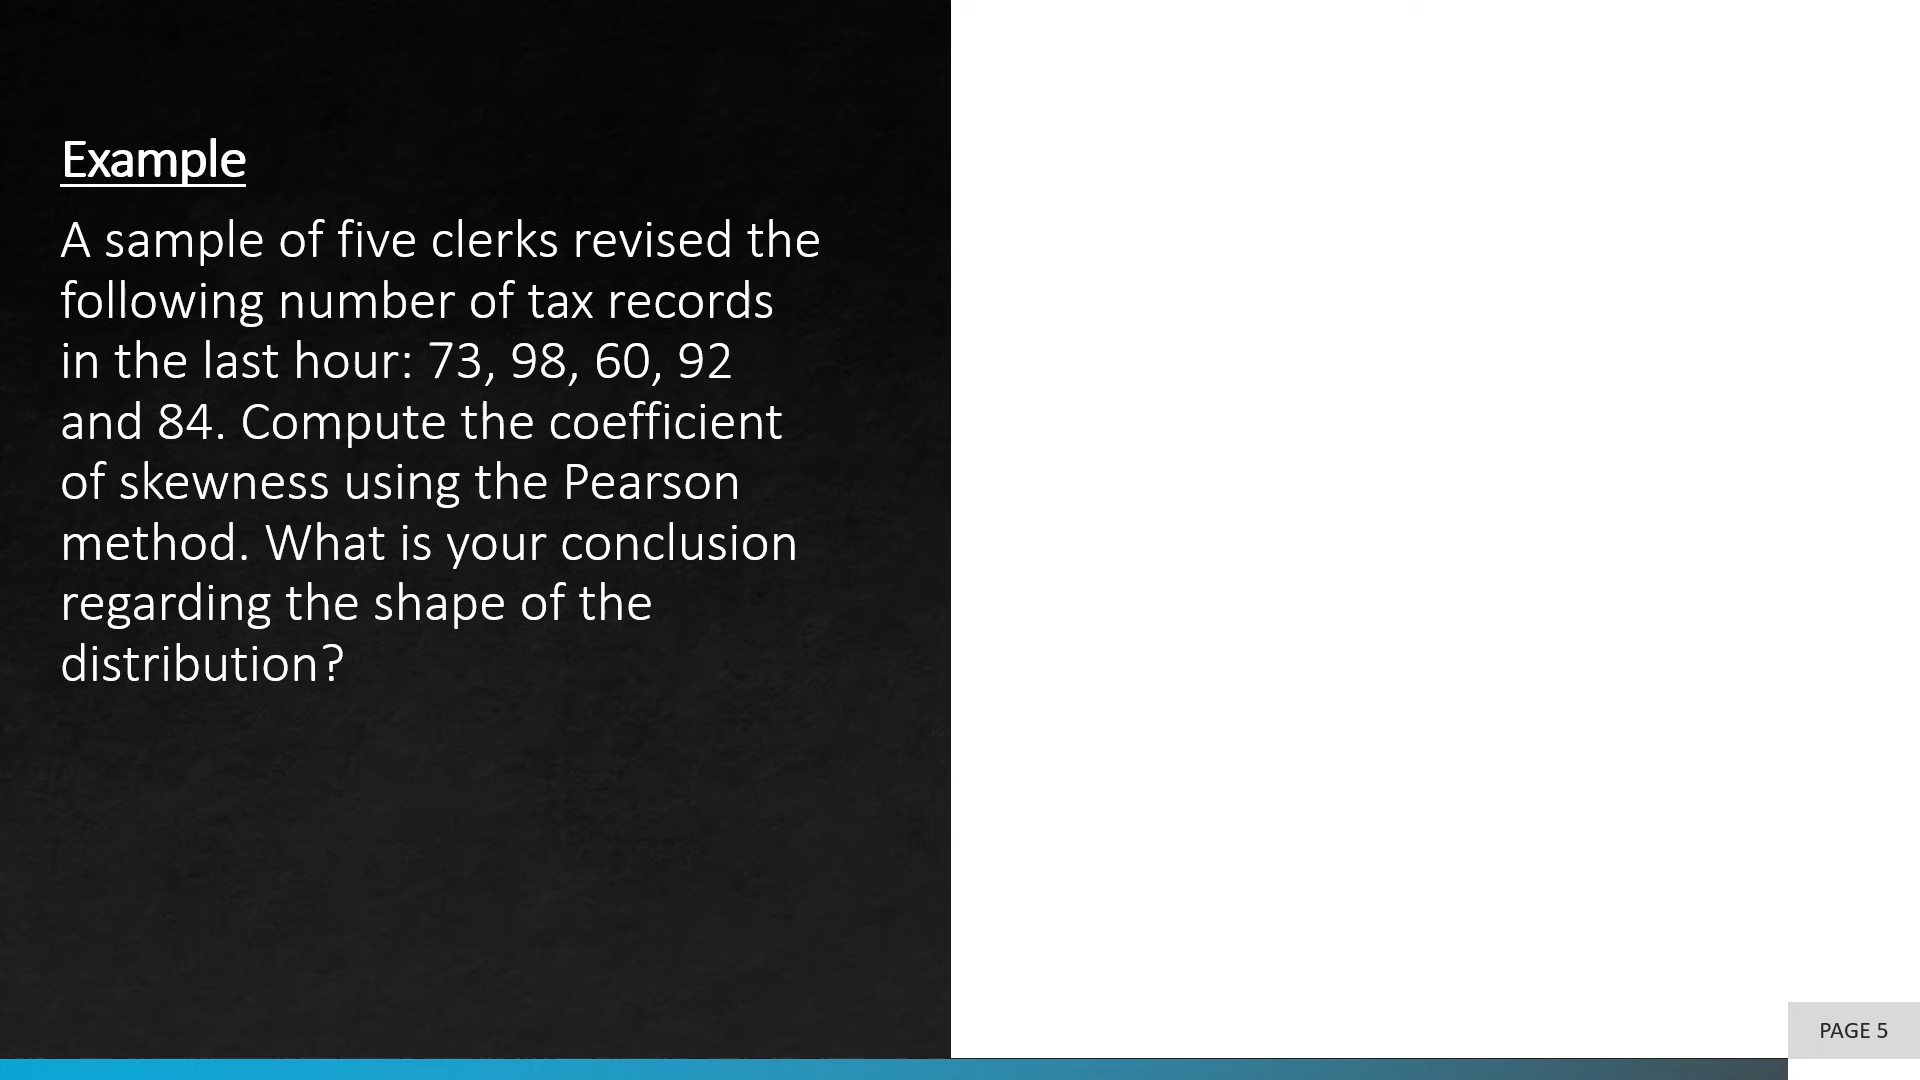 Example
A sample of five clerks revised the
following number of tax records
in the last hour: 73, 98, 60, 92
and 84. Compute the coefficient
of skewness using the Pearson
method. What is your conclusion
regarding the shape of the
distribution?
PAGE 5